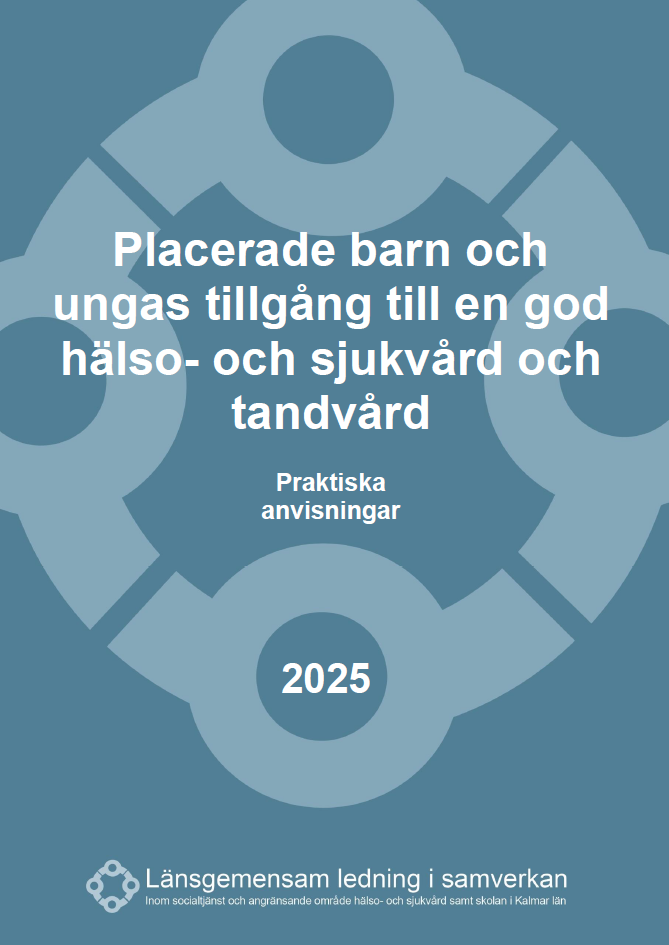 Placerade barn och
ungas tillgång till en god
hälso- och sjukvård och
tandvård
Praktiska
anvisningar
2025
Länsgemensam ledning i samverkan
Inom socialtjänst och angränsande område hälso- och sjukvård samt skolan i Kalmar län